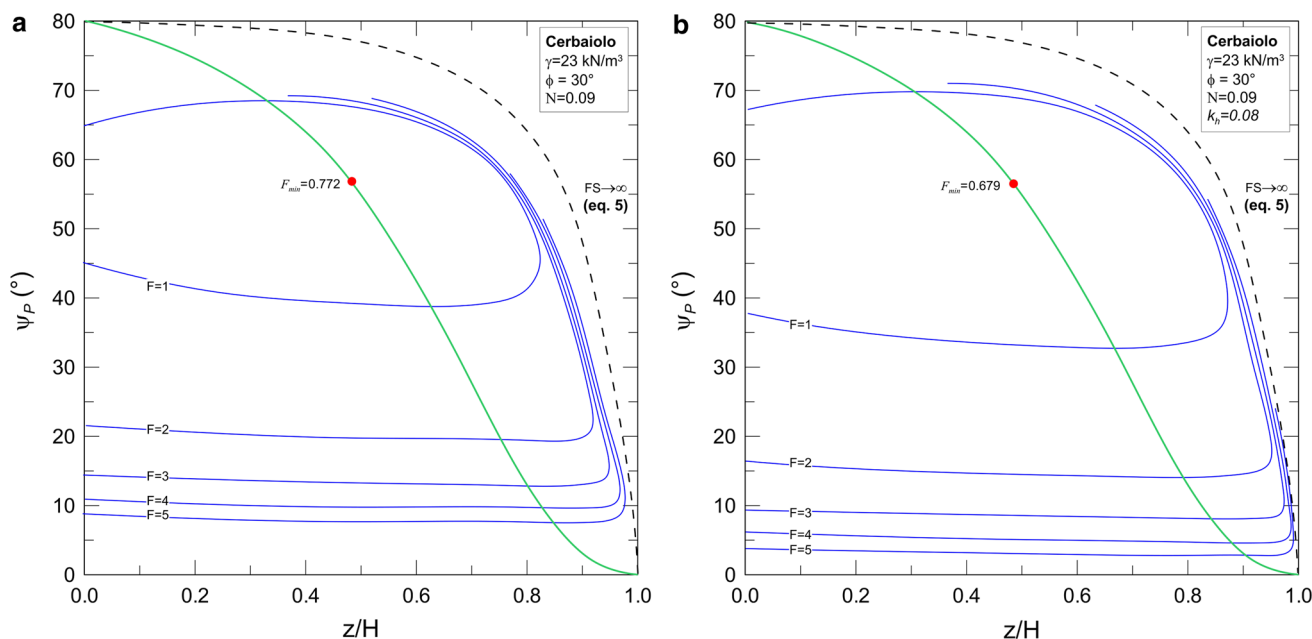 a
80
70
60
50
40
30
20
10
0
ψP (°)
0.0
0.2
0.4
0.6
0.8
1.0
z/H
Cerbaiolo
γ=23 kN/m³
ϕ = 30°
N=0.09
Fmin=0.772
FS→∞
(eq. 5)
F=1
F=2
F=3
F=4
F=5
b
80
70
60
50
40
30
20
10
0
ψP (°)
0.0
0.2
0.4
0.6
0.8
1.0
z/H
Cerbaiolo
γ=23 kN/m³
ϕ = 30°
N=0.09
kh=0.08
Fmin=0.679
FS→∞
(eq. 5)
F=1
F=2
F=3
F=4
F=5